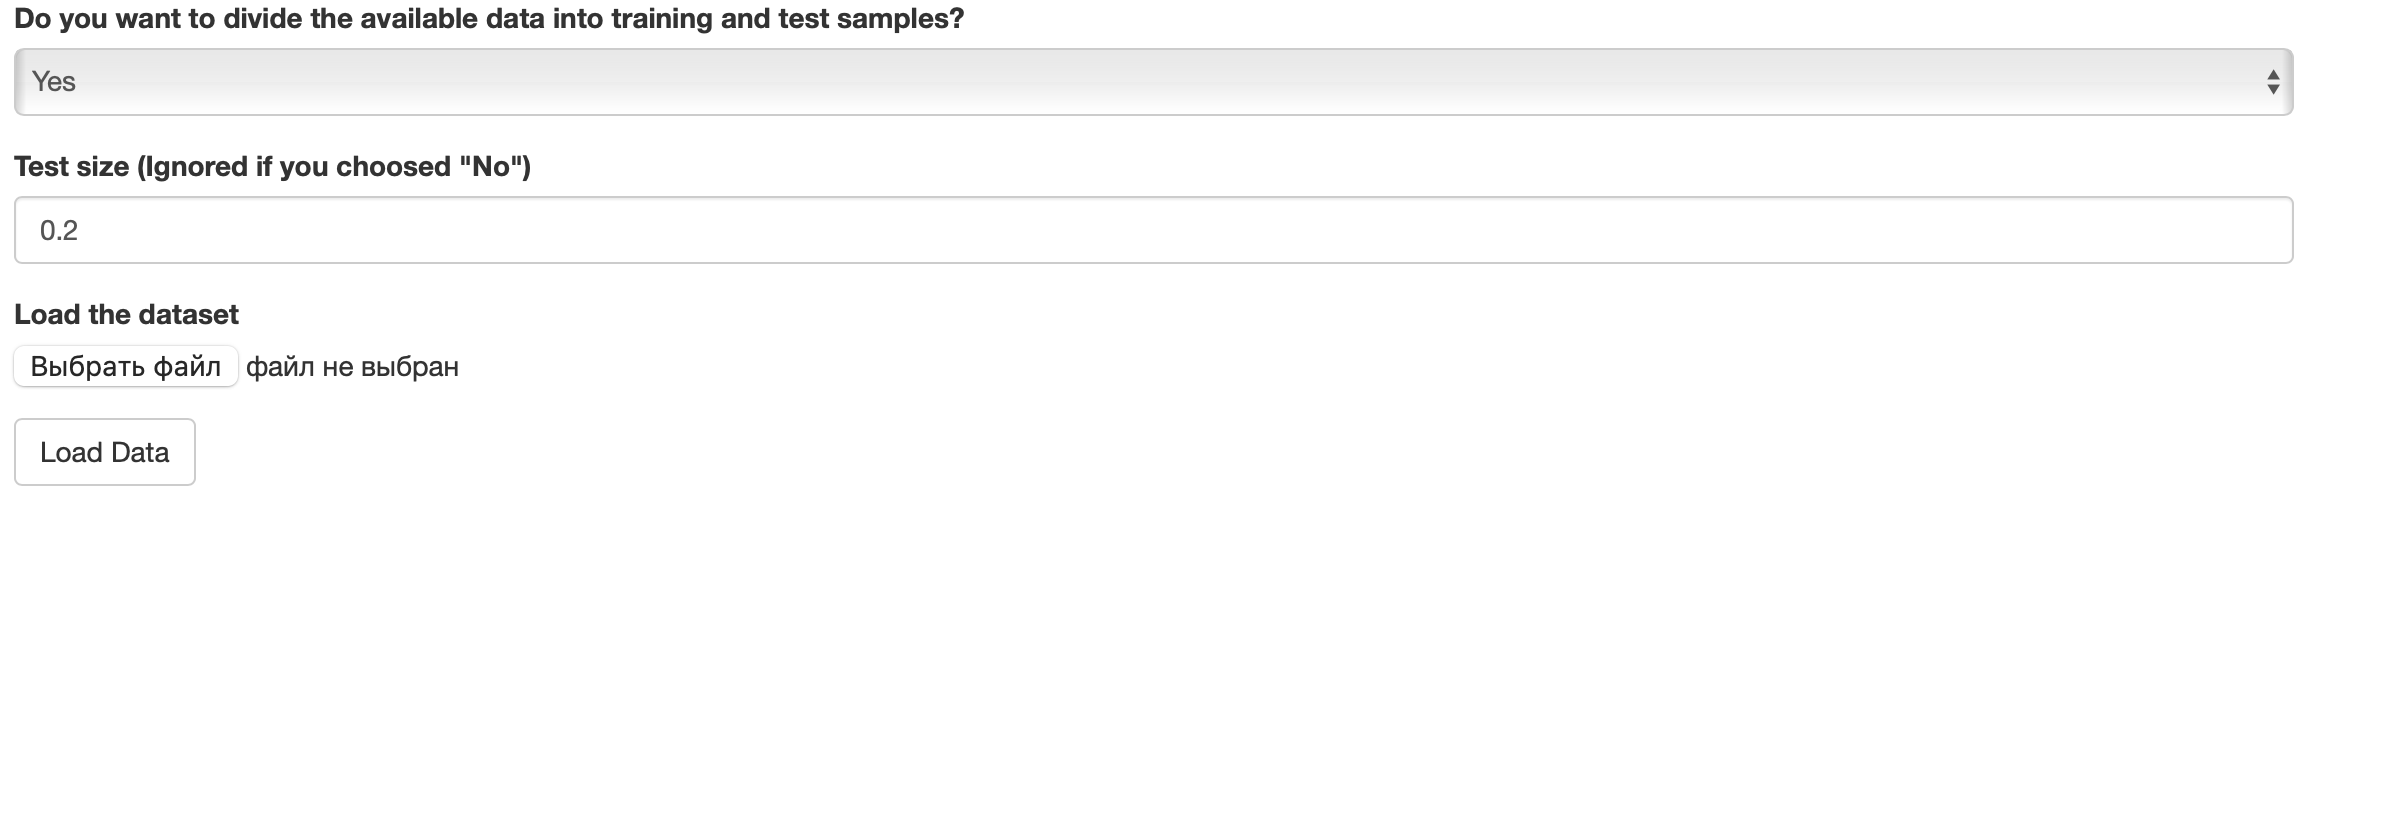 Do you want to divide the available data into training and test samples?
Yes
Test size (Ignored if you choosed "No")
0.2
Load the dataset
Выбрать файл файл не выбран
Load Data